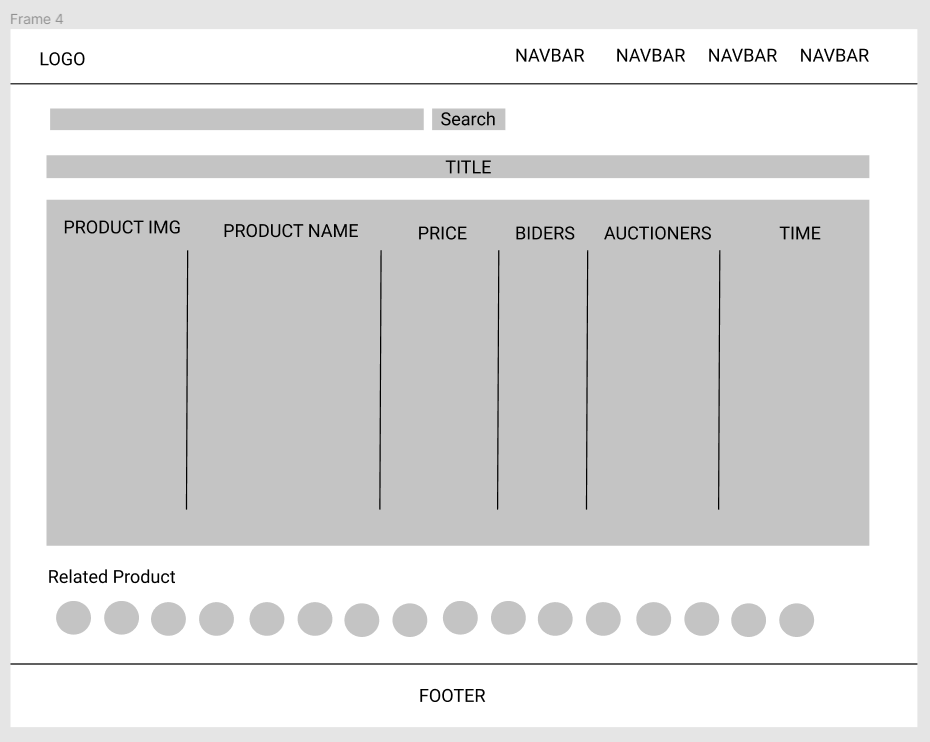 Frame 4
LOGO NAVBAR NAVBAR NAVBAR NAVBAR
Search
TITLE
PRODUCT IMG PRODUCT NAME PRICE BIDERS AUCTIONERS TIME
Related Product
FOOTER